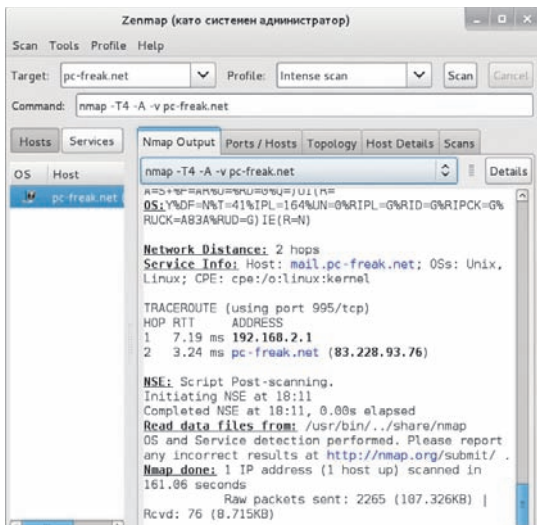 Zenmap (като системен администратор)
Scan Tools Profile Help
Target: pc-freak.net Profile: Intense scan Scan Cancel
Command: nmap -T4 -A -v pc-freak.net
Hosts Services
Nmap Output Ports / Hosts Topology Host Details Scans
OS Host
nmap -T4 -A -v pc-freak.net Details
pc-freak.net (
OS:Y%DF=N%T=41%IPL=164%UN=0%RIPL=G%RID=G%RIPCK=G%
RUCK=A83A%RUD=G)IE(R=N)
Network Distance: 2 hops
Service Info: Host: mail.pc-freak.net; OSs: Unix,
Linux; CPE: cpe:/o:linux:kernel
TRACEROUTE (using port 995/tcp)
HOP RTT ADDRESS
1 7.19 ms 192.168.2.1
2 3.24 ms pc-freak.net (83.228.93.76)
NSE: Script Post-scanning.
Initiating NSE at 18:11
Completed NSE at 18:11, 0.00s elapsed
Read data files from: /usr/bin/../share/nmap
OS and Service detection performed. Please report
any incorrect results at http://nmap.org/submit/ .
Nmap done: 1 IP address (1 host up) scanned in
161.06 seconds
Raw packets sent: 2265 (107.326KB) |
Rcvd: 76 (8.715KB)